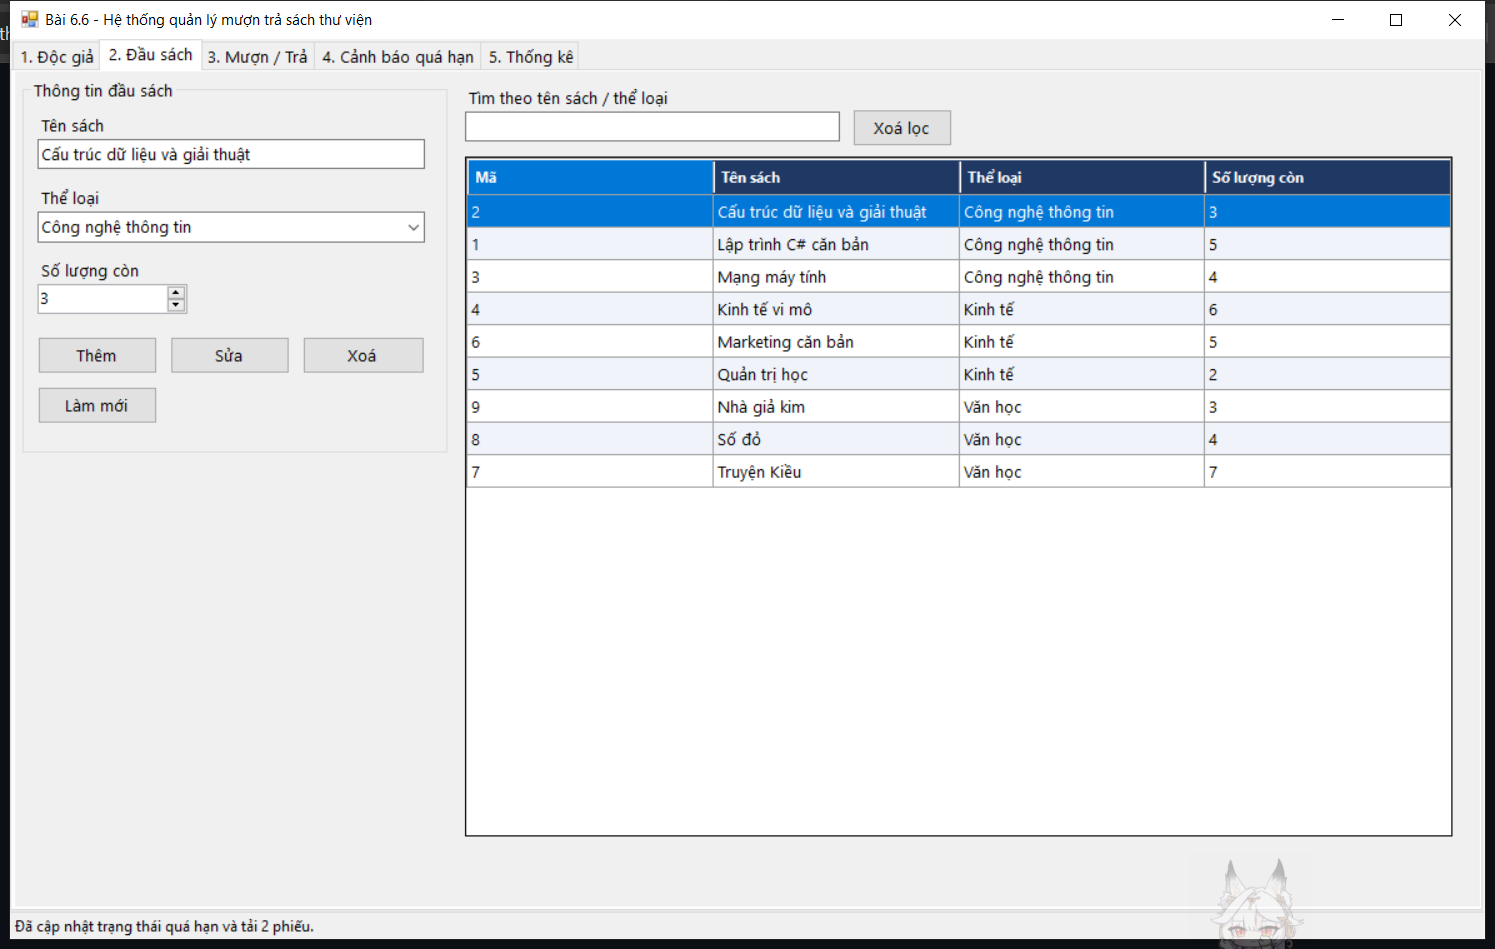 Bài 6.6 - Hệ thống quản lý mượn trả sách thư viện
1. Độc giả 2. Đầu sách 3. Mượn / Trả 4. Cảnh báo quá hạn 5. Thống kê
Thông tin đầu sách
Tên sách
Cấu trúc dữ liệu và giải thuật
Thể loại
Công nghệ thông tin
Số lượng còn
3
Thêm Sửa Xoá
Làm mới
Tìm theo tên sách / thể loại
Xoá lọc
Mã Tên sách Thể loại Số lượng còn
2 Cấu trúc dữ liệu và giải thuật Công nghệ thông tin 3
1 Lập trình C# căn bản Công nghệ thông tin 5
3 Mạng máy tính Công nghệ thông tin 4
4 Kinh tế vi mô Kinh tế 6
6 Marketing căn bản Kinh tế 5
5 Quản trị học Kinh tế 2
9 Nhà giả kim Văn học 3
8 Số đỏ Văn học 4
7 Truyện Kiều Văn học 7
Đã cập nhật trạng thái quá hạn và tải 2 phiếu.